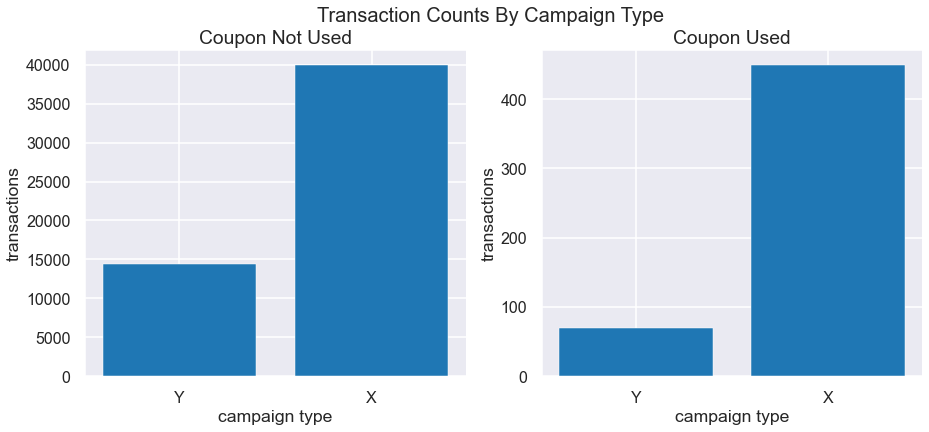 Transaction Counts By Campaign Type
Coupon Not Used
40000
35000
30000
25000
20000
15000
10000
5000
0
transactions
Y
X
campaign type
Coupon Used
400
300
200
100
0
transactions
Y
X
campaign type